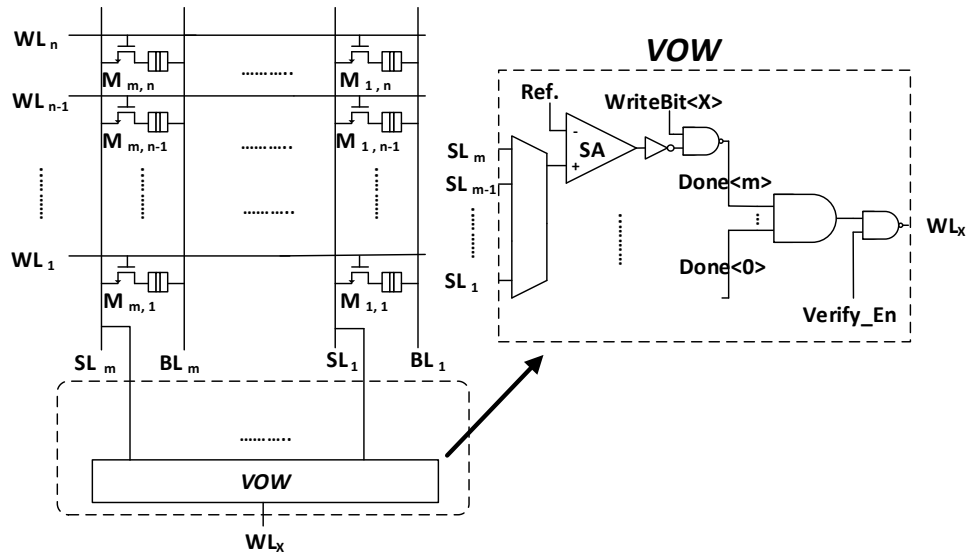 WL n
M m, n
...........
M 1, n
WL n-1
M m, n-1
M 1, n-1
...........
WL 1
M m, 1
M 1, 1
SL m
BL m
SL 1
BL 1
...........
VOW
WLX
VOW
Ref.
WriteBit<X>
SL m
- SA +
SL m-1
Done<m>
...
WLX
SL 1
Done<0>
Verify_En